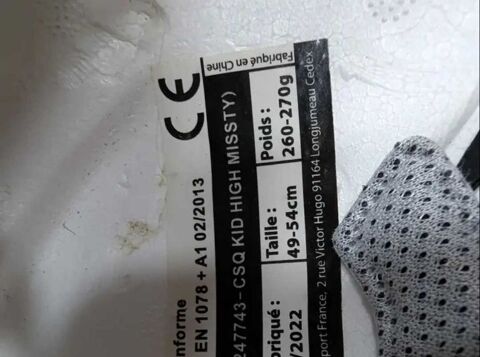 CE
Fabriqué en Chine
onforme
EN 1078 + A1 02/2013
247743 - CSQ KID HIGH MISSTY)
Taille : Poids :
49-54cm 260-270g
briqué :
/2022
port France, 2 rue Victor Hugo 91164 Longjumeau Cedex